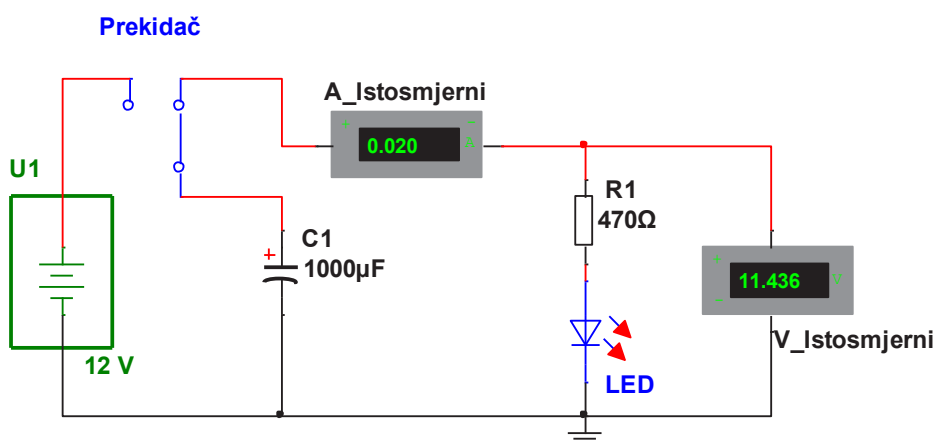 Prekidač
A_Istosmjerni
+ −
0.020 A
U1
R1
470Ω
C1
+
1000µF
+
11.436 V
−
V_Istosmjerni
12 V
LED